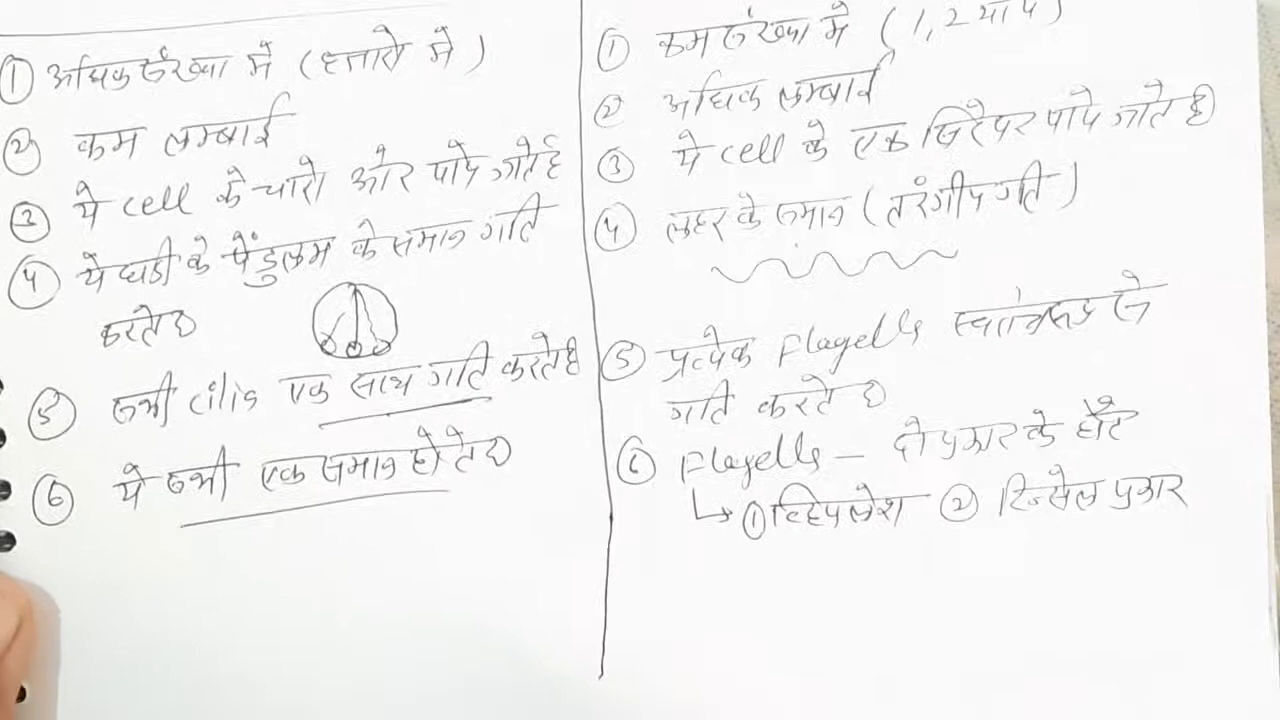 ① अधिक संख्या में (हजारो में)
② कम लम्बाई
③ ये cell के चारो ओर पाये जाते है
④ ये घडी के पेंडुलम के समान गति
करते है
⑤ सभी cilia एक साथ गति करते है
⑥ ये सभी एक समान होते है
① कम संख्या में (1, 2 या 4)
② अधिक लम्बाई
③ ये cell के एक सिरे पर पाये जाते है
④ लहर के समान (तरंगीय गति)
⑤ प्रत्येक Flagella स्वतंत्र रूप से
गति करते है
⑥ Flagella - दो प्रकार के होते है
↳ ① व्हिपलेश ② टिन्सेल प्रकार